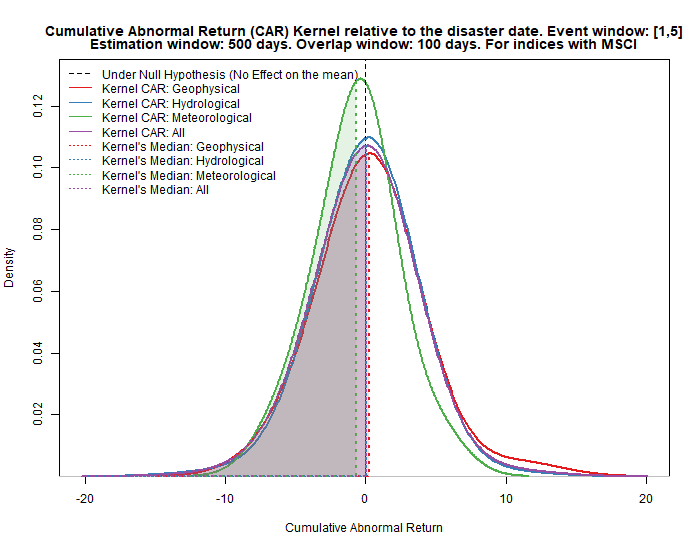 Cumulative Abnormal Return (CAR) Kernel relative to the disaster date. Event window: [1,5]
Estimation window: 500 days. Overlap window: 100 days. For indices with MSCI
Under Null Hypothesis (No Effect on the mean)
Kernel CAR: Geophysical
Kernel CAR: Hydrological
Kernel CAR: Meteorological
Kernel CAR: All
Kernel's Median: Geophysical
Kernel's Median: Hydrological
Kernel's Median: Meteorological
Kernel's Median: All
0.12
0.10
0.08
0.06
0.04
0.02
Density
-20 -10 0 10 20
Cumulative Abnormal Return